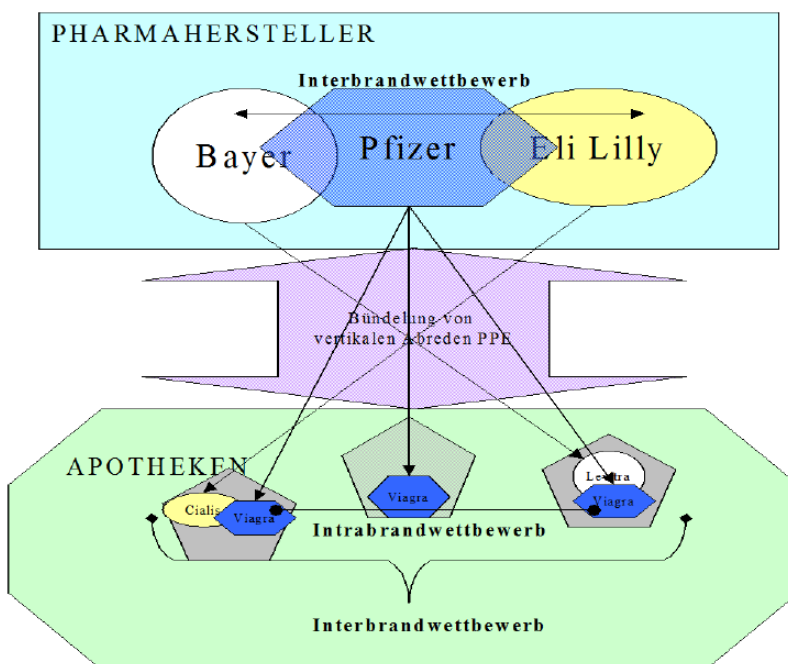 PHARMAHERSTELLER
Interbrandwettbewerb
Bayer
Pfizer
Eli Lilly
Bündelung von
vertikalen Abreden PPE
APOTHEKEN
Cialis
Viagra
Viagra
Levitra
Viagra
Intrabrandwettbewerb
Interbrandwettbewerb